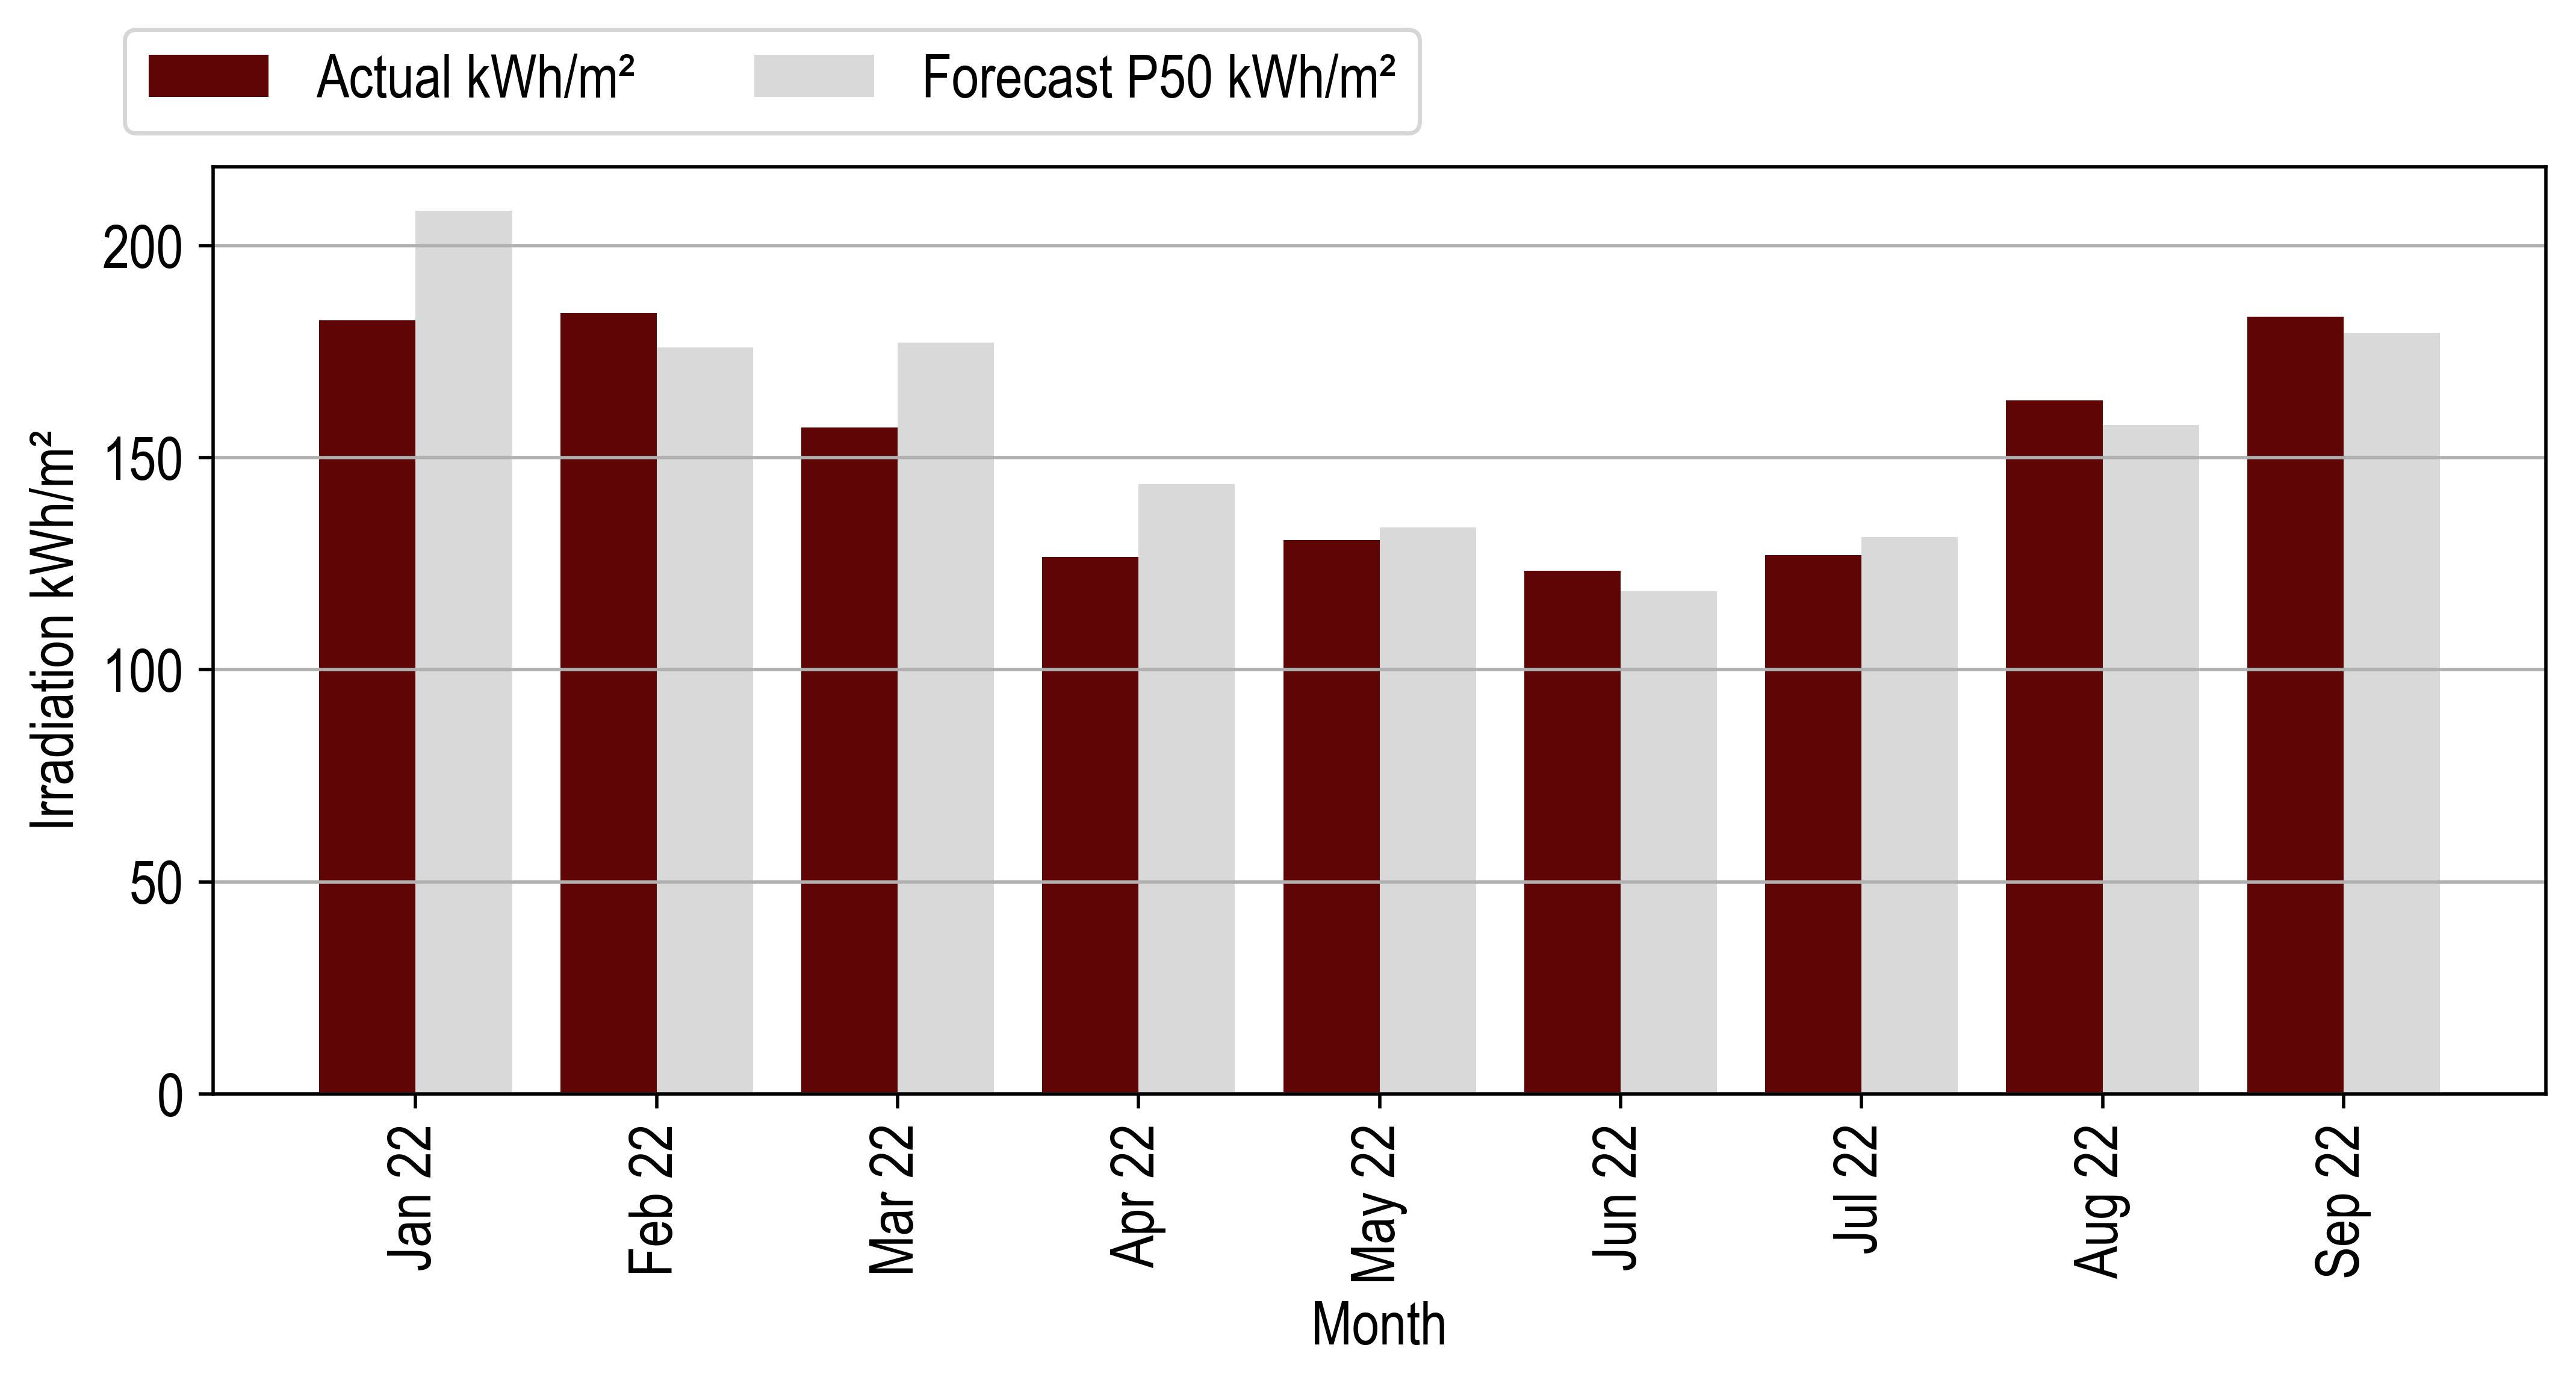 Actual kWh/m²
Forecast P50 kWh/m²
Irradiation kWh/m²
200
150
100
50
0
Jan 22
Feb 22
Mar 22
Apr 22
May 22
Jun 22
Jul 22
Aug 22
Sep 22
Month